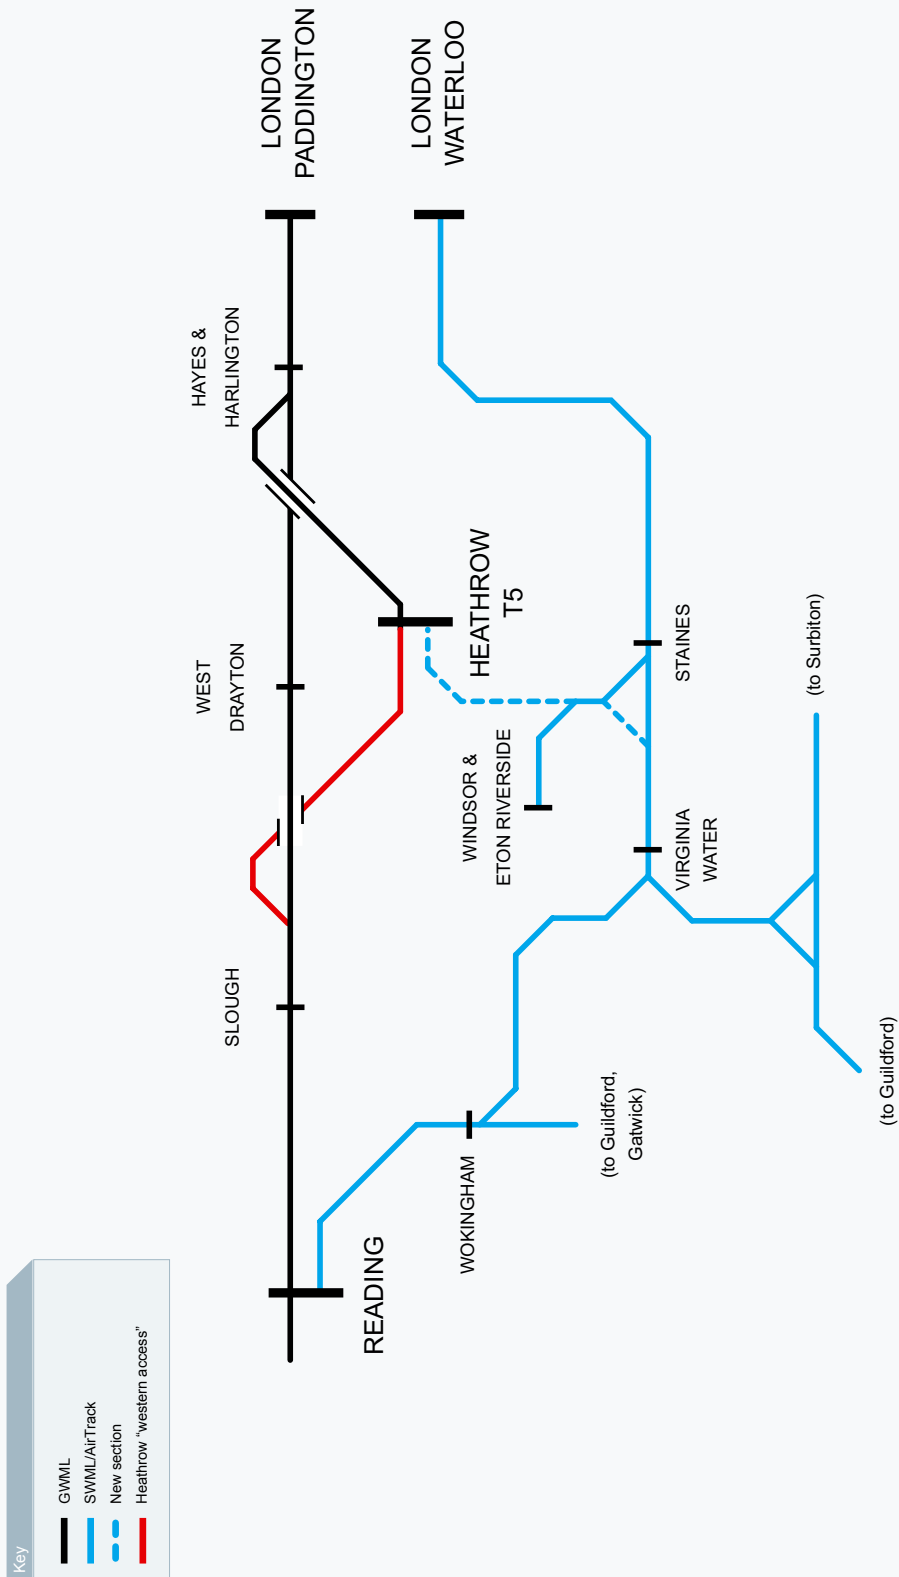 Key
GWML
SWML/AirTrack
New section
Heathrow “western access”
READING
SLOUGH
WEST
DRAYTON
HAYES &
HARLINGTON
LONDON
PADDINGTON
LONDON
WATERLOO
HEATHROW
T5
WOKINGHAM
(to Guildford,
Gatwick)
WINDSOR &
ETON RIVERSIDE
VIRGINIA
WATER
STAINES
(to Surbiton)
(to Guildford)